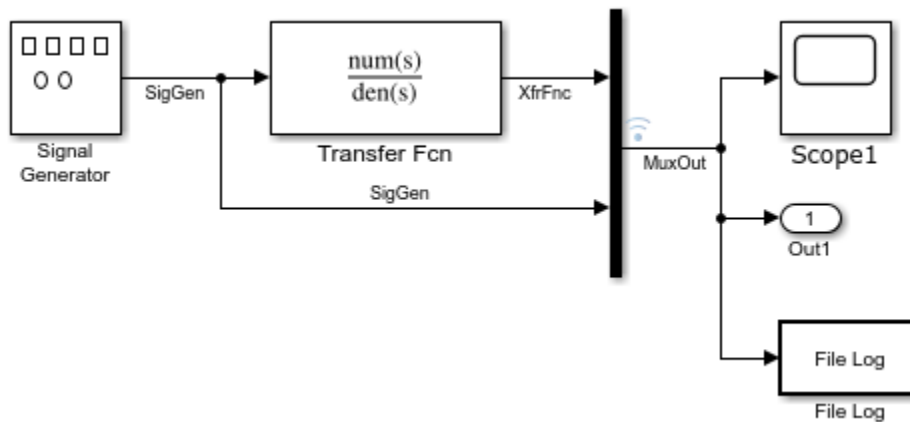 SigGen
Signal
Generator
num(s)
den(s)
Transfer Fcn
XfrFnc
SigGen
MuxOut
Scope1
1
Out1
File Log
File Log